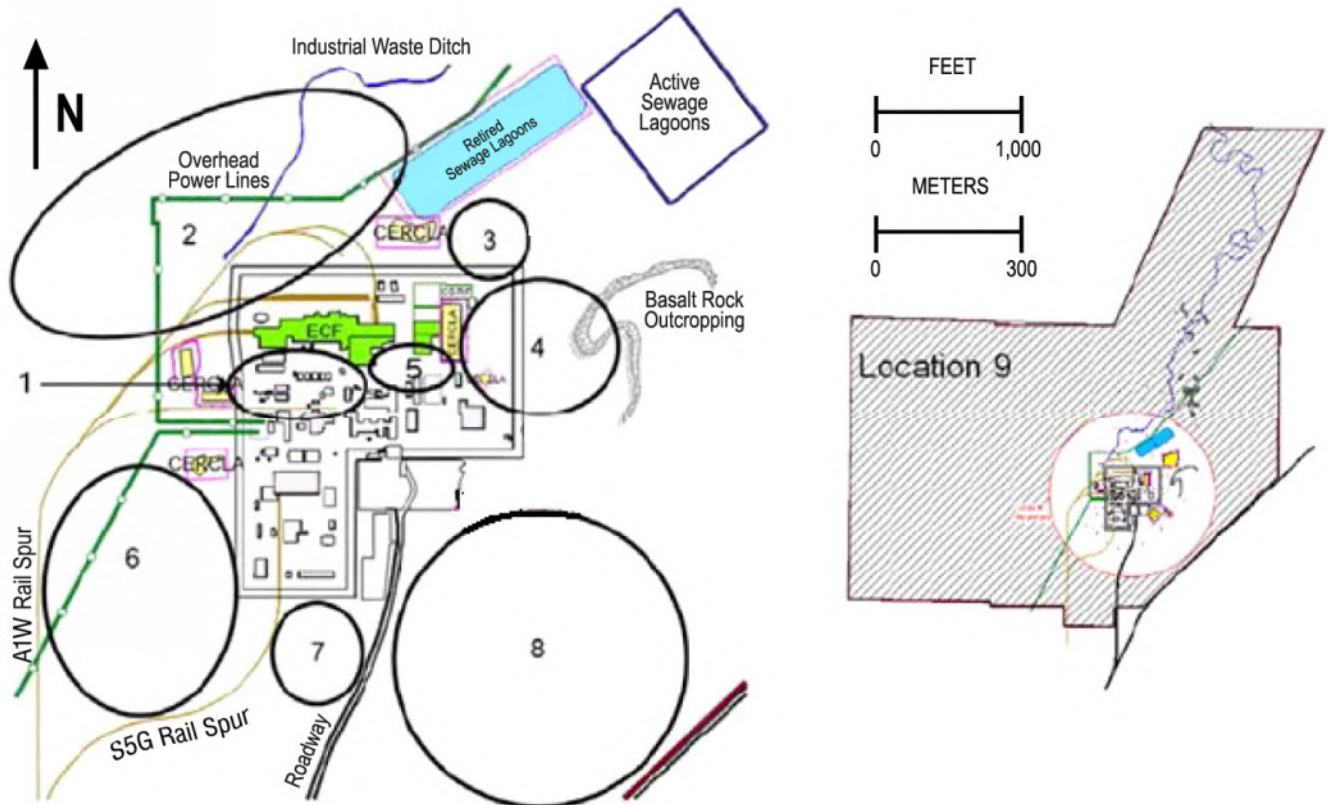 Industrial Waste Ditch
N
Overhead
Power Lines
Retired
Sewage Lagoons
Active
Sewage
Lagoons
2
CERCLA
3
ECF
CERCLA
4
Basalt Rock
Outcropping
1
CERCLA
5
CERCLA
6
A1W Rail Spur
7
8
S5G Rail Spur
Roadway
FEET
0 1,000
METERS
0 300
Location 9